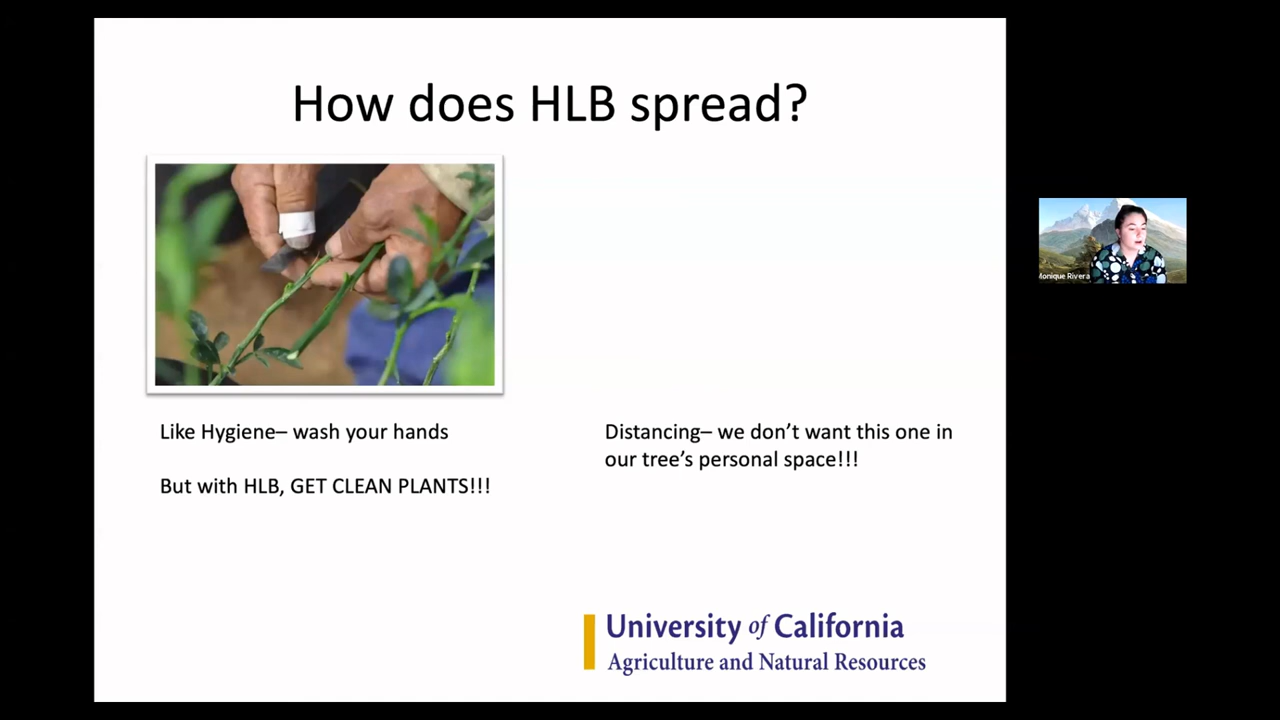 How does HLB spread?
Like Hygiene– wash your hands
But with HLB, GET CLEAN PLANTS!!!
Distancing– we don’t want this one in
our tree’s personal space!!!
University of California
Agriculture and Natural Resources
Monique Rivera